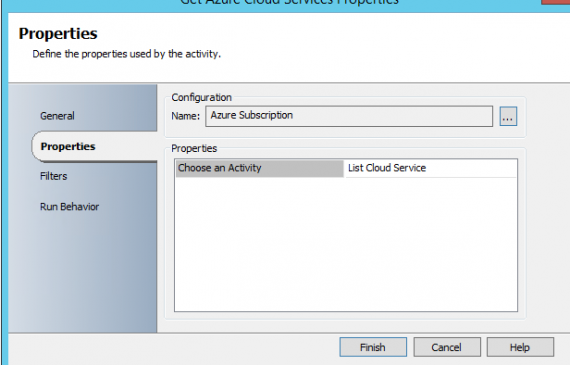 Get Azure Cloud Services Properties
Properties
Define the properties used by the activity.
General
Properties
Filters
Run Behavior
Configuration
Name: Azure Subscription ...
Properties
Choose an Activity List Cloud Service
Finish Cancel Help